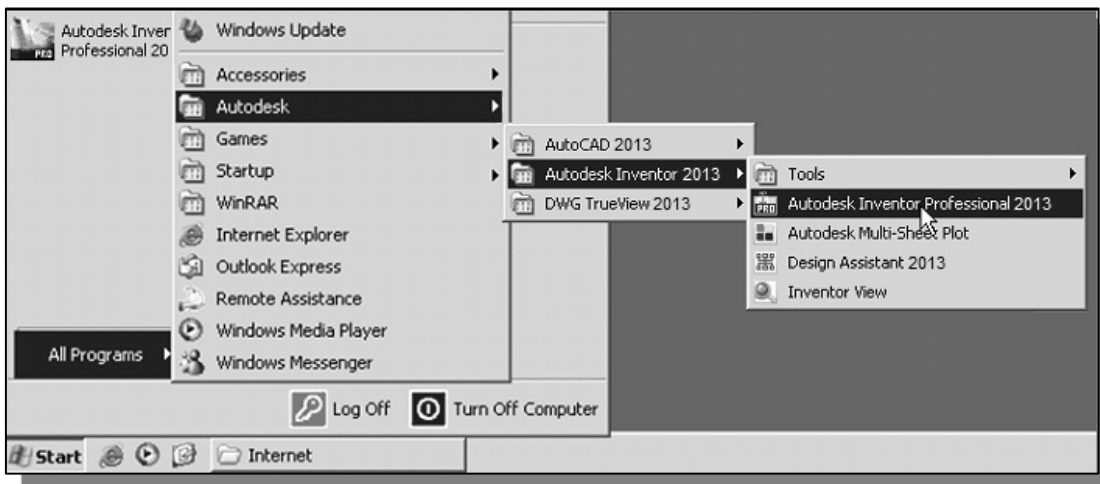 Autodesk Inver
Professional 20
PRO
Windows Update
Accessories
Autodesk
Games
Startup
WinRAR
Internet Explorer
Outlook Express
Remote Assistance
Windows Media Player
Windows Messenger
AutoCAD 2013
Autodesk Inventor 2013
DWG TrueView 2013
Tools
PRO
Autodesk Inventor Professional 2013
Autodesk Multi-Sheet Plot
Design Assistant 2013
Inventor View
All Programs
Log Off
Turn Off Computer
Start
Internet